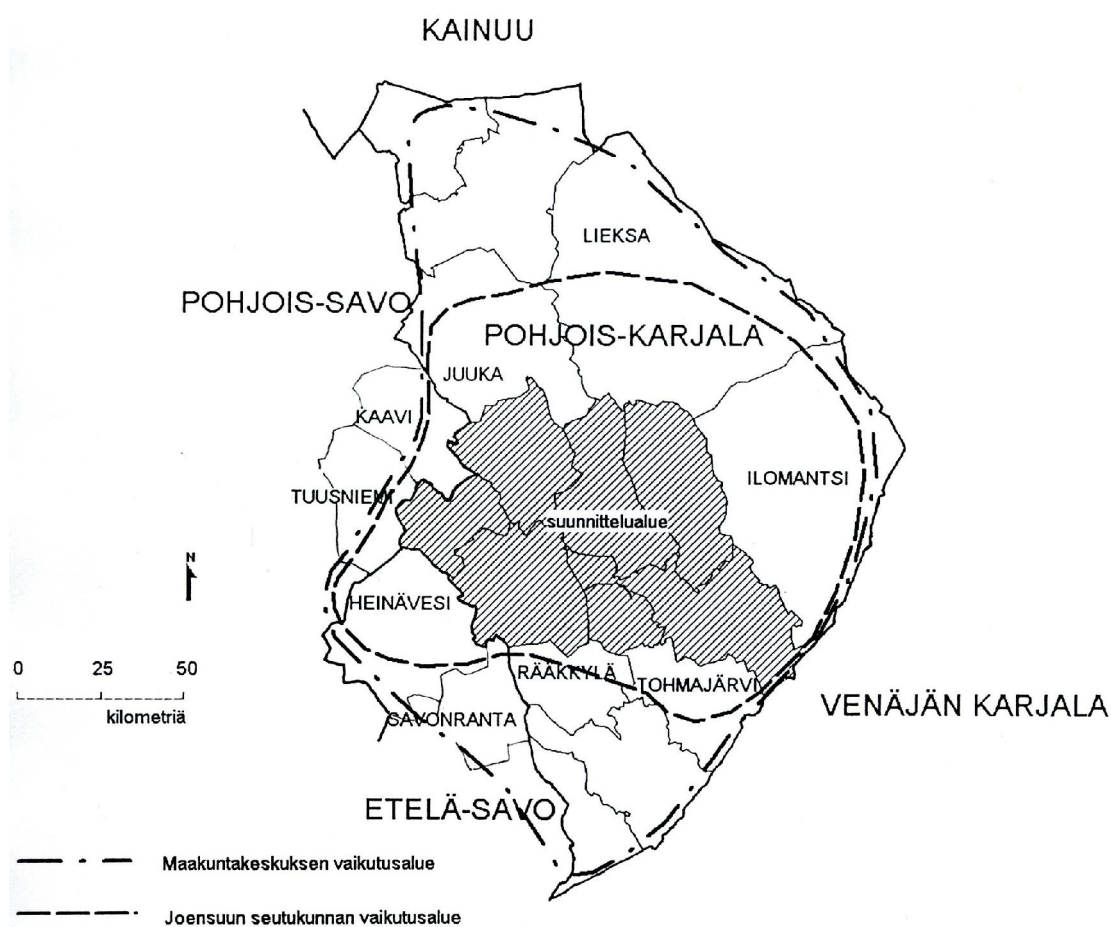 KAINUU
LIEKSA
POHJOIS-SAVO
POHJOIS-KARJALA
JUUKA
KAAVI
ILOMANTSI
TUUSNIEMI
suunnittelualue
N
HEINÄVESI
0 25 50
kilometriä
RÄÄKKYLÄ
TOHMAJÄRVI
SAVONRANTA
VENÄJÄN KARJALA
ETELÄ-SAVO
Maakuntakeskuksen vaikutusalue
Joensuun seutukunnan vaikutusalue